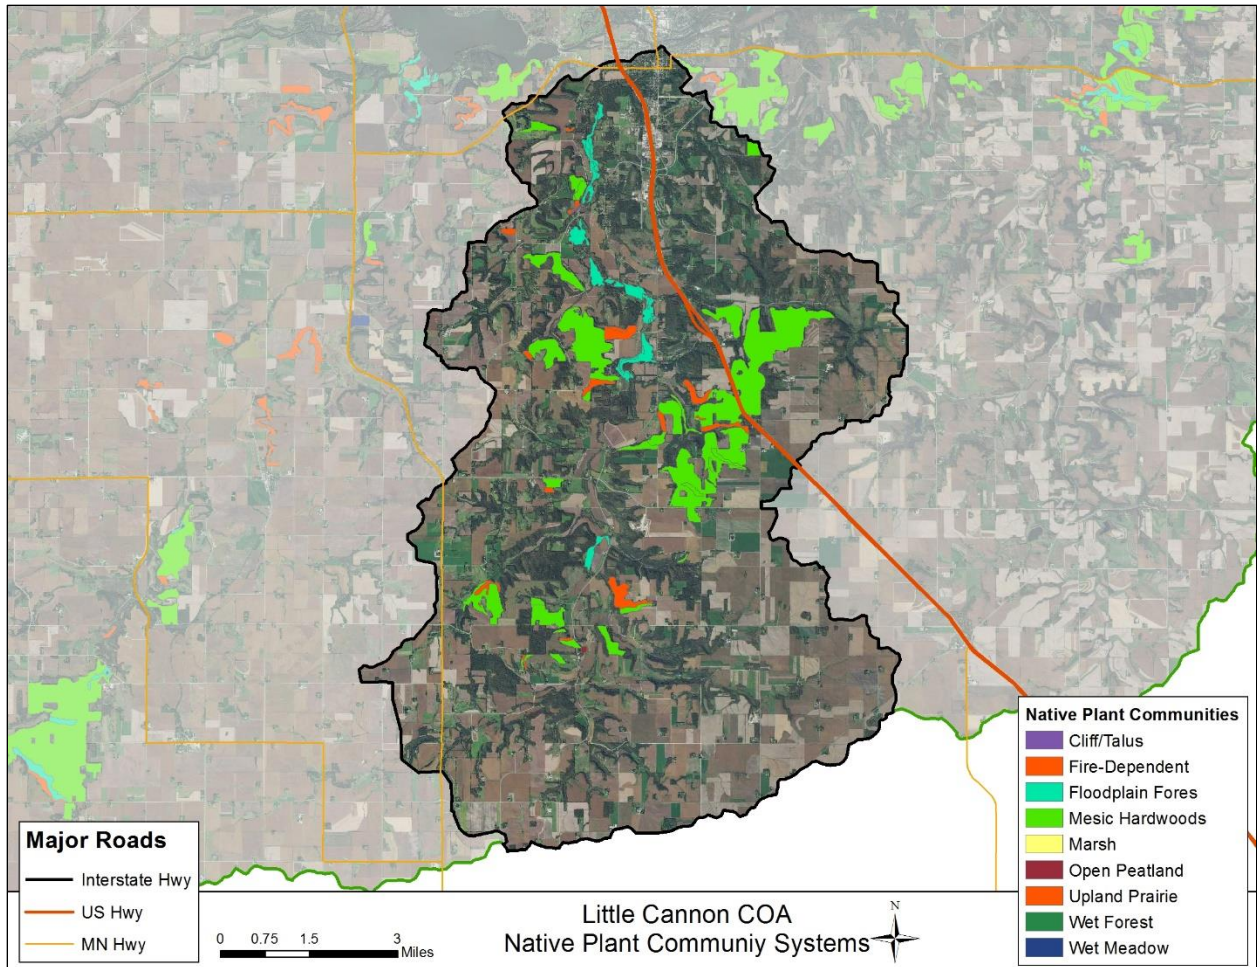 Native Plant Communities
Cliff/Talus
Fire-Dependent
Floodplain Fores
Mesic Hardwoods
Marsh
Open Peatland
Upland Prairie
Wet Forest
Wet Meadow
Major Roads
Interstate Hwy
US Hwy
MN Hwy
0 0.75 1.5 3
Miles
Little Cannon COA
Native Plant Communiy Systems
N